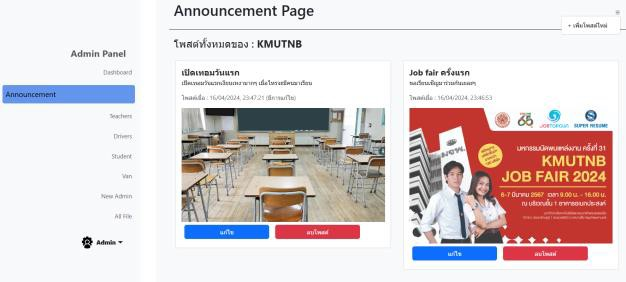 Announcement Page
+ เพิ่มโพสต์ใหม่
Admin Panel
Dashboard
Announcement
Teachers
Drivers
Student
Van
New Admin
All File
Admin
โพสต์ทั้งหมดของ : KMUTNB
เปิดเทอมวันแรก
โพสต์เมื่อ : 16/04/2024, 23:47:21 (มีการแก้ไข)
แก้ไข
ลบโพสต์
Job fair ครั้งแรก
โพสต์เมื่อ : 16/04/2024, 23:46:53
JOBTOPGUN
SUPER RESUME
มหกรรมนัดพบแรงงาน ครั้งที่ 31
KMUTNB
JOB FAIR 2024
6-7 มีนาคม 2567 เวลา 9.00 น. - 16.00 น.
ณ บริเวณชั้น 1 อาคารอเนกประสงค์
แก้ไข
ลบโพสต์